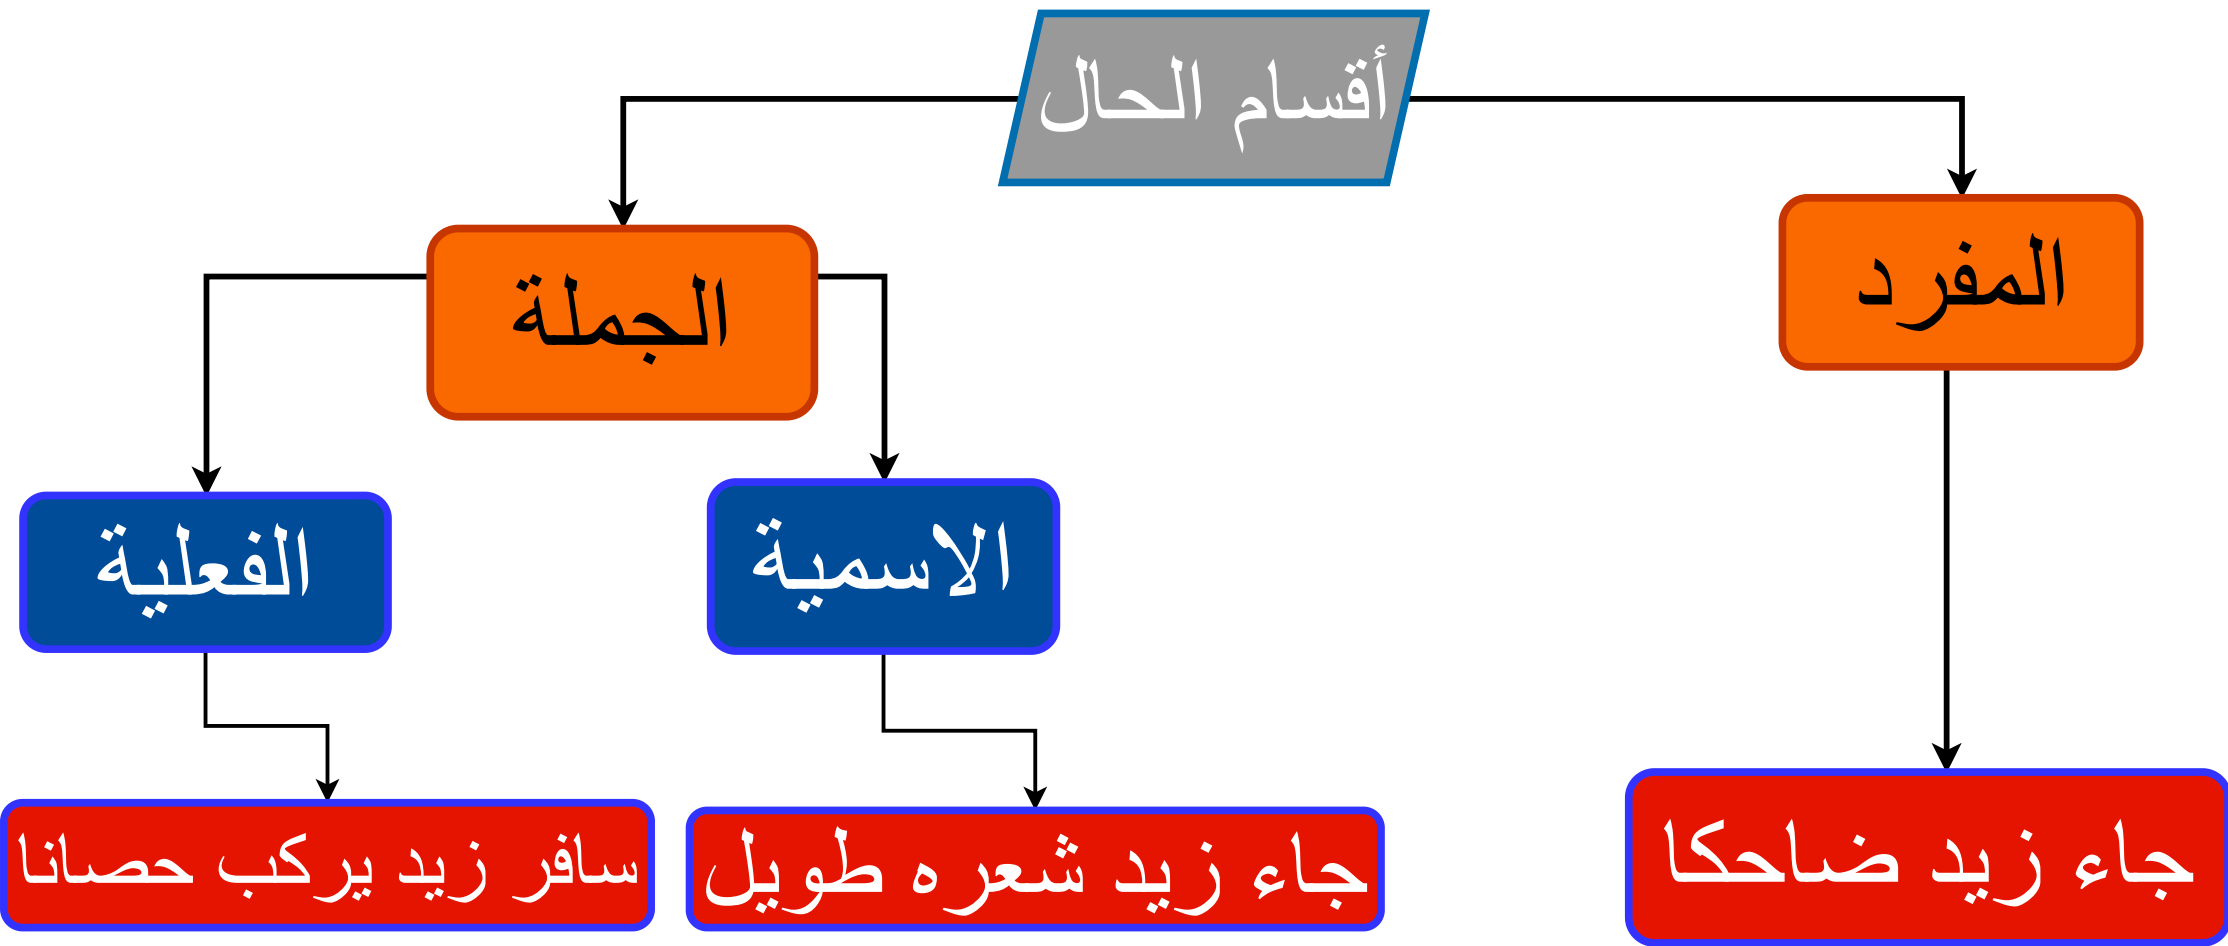 أقسام الحال
المفرد
الجملة
الاسمية
الفعلية
جاء زيد ضاحكا
جاء زيد شعره طويل
سافر زيد يركب حصانا